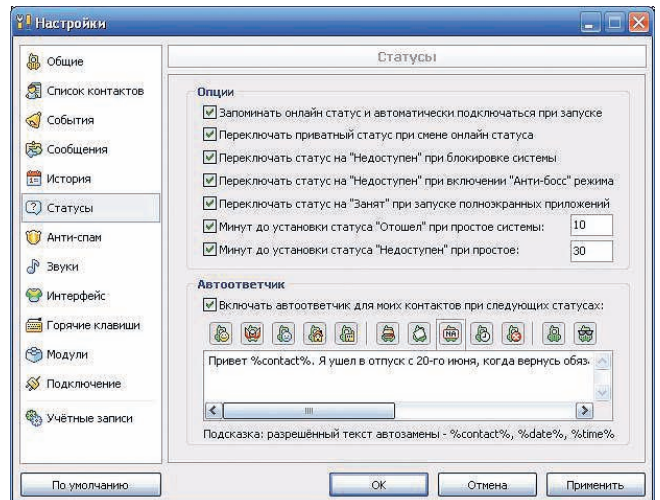 Настройки
Общие
Список контактов
События
Сообщения
История
Статусы
Анти-спам
Звуки
Интерфейс
Горячие клавиши
Модули
Подключение
Учётные записи
Статусы
Опции
Запоминать онлайн статус и автоматически подключаться при запуске
Переключать приватный статус при смене онлайн статуса
Переключать статус на "Недоступен" при блокировке системы
Переключать статус на "Недоступен" при включении "Анти-босс" режима
Переключать статус на "Занят" при запуске полноэкранных приложений
Минут до установки статуса "Отошел" при простое системы: 10
Минут до установки статуса "Недоступен" при простое: 30
Автоответчик
Включать автоответчик для моих контактов при следующих статусах:
NA
Привет %contact%. Я ушел в отпуск с 20-го июня, когда вернусь обяз
Подсказка: разрешённый текст автозамены - %contact%, %date%, %time%
По умолчанию
OK
Отмена
Применить